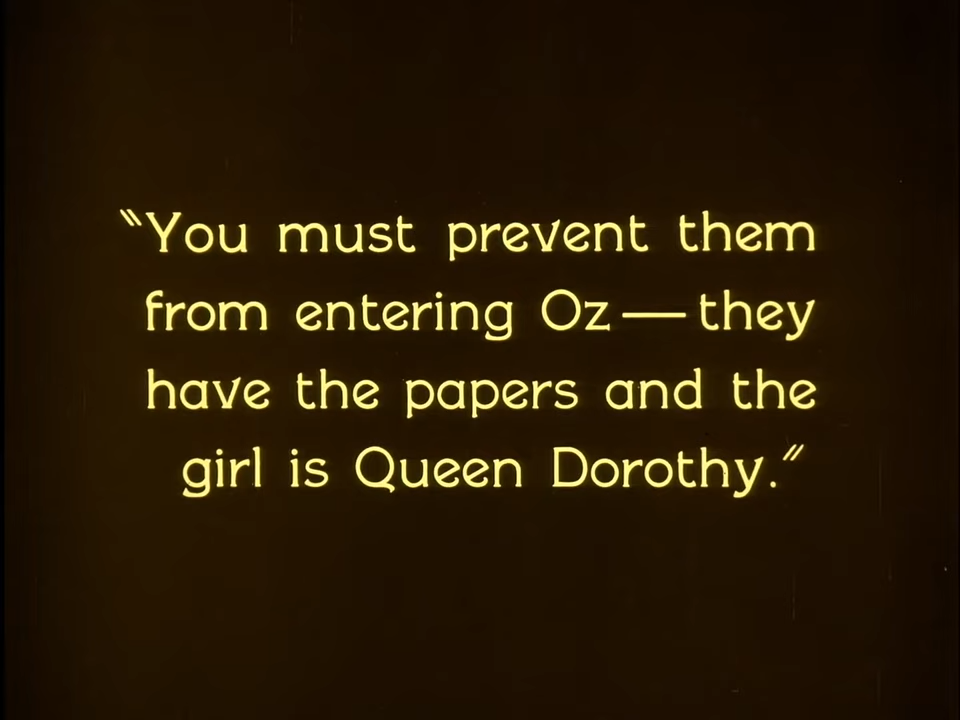 “You must prevent them
from entering Oz — they
have the papers and the
girl is Queen Dorothy.”